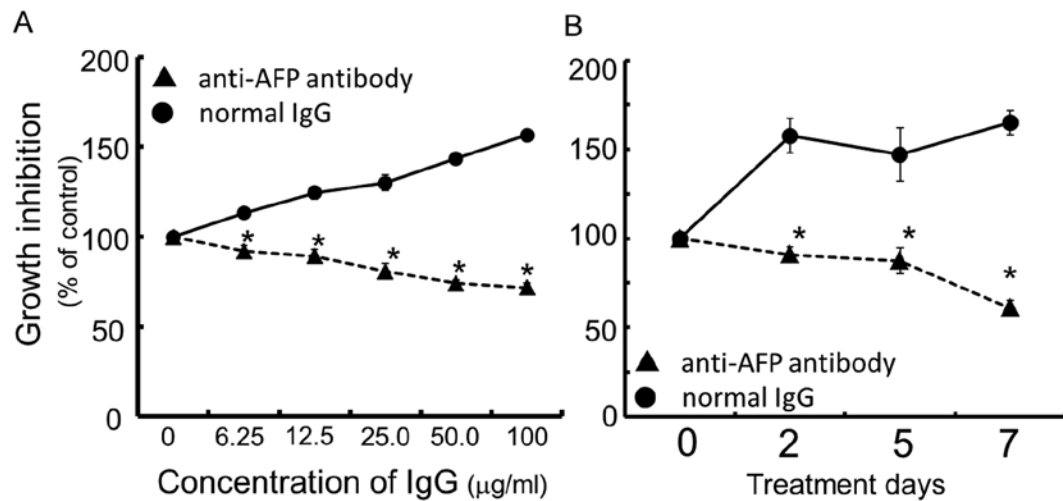 A
200
150
100
50
0
Growth inhibition
(% of control)
anti-AFP antibody
normal IgG
* * * * *
0 6.25 12.5 25.0 50.0 100
Concentration of IgG (μg/ml)
B
200
150
100
50
0
* * *
anti-AFP antibody
normal IgG
0 2 5 7
Treatment days